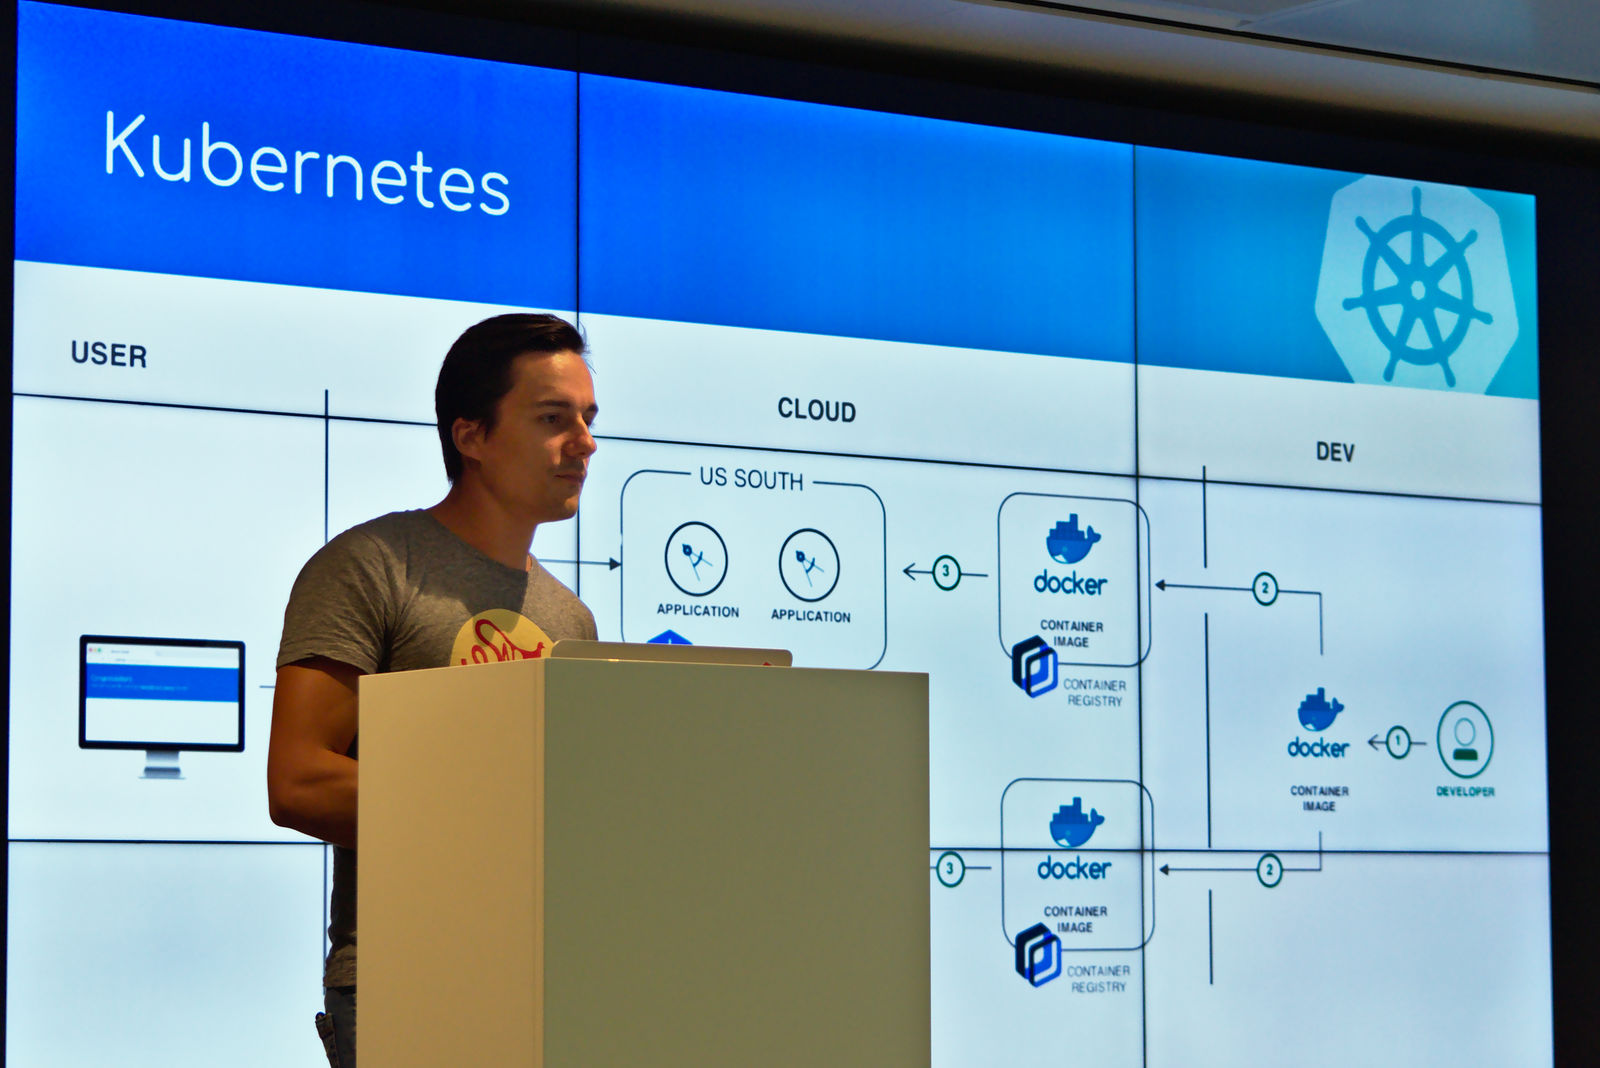 Kubernetes
USER
CLOUD
DEV
US SOUTH
APPLICATION
APPLICATION
3
docker
CONTAINER
IMAGE
CONTAINER
REGISTRY
2
docker
CONTAINER
IMAGE
1
DEVELOPER
3
docker
CONTAINER
IMAGE
CONTAINER
REGISTRY
2